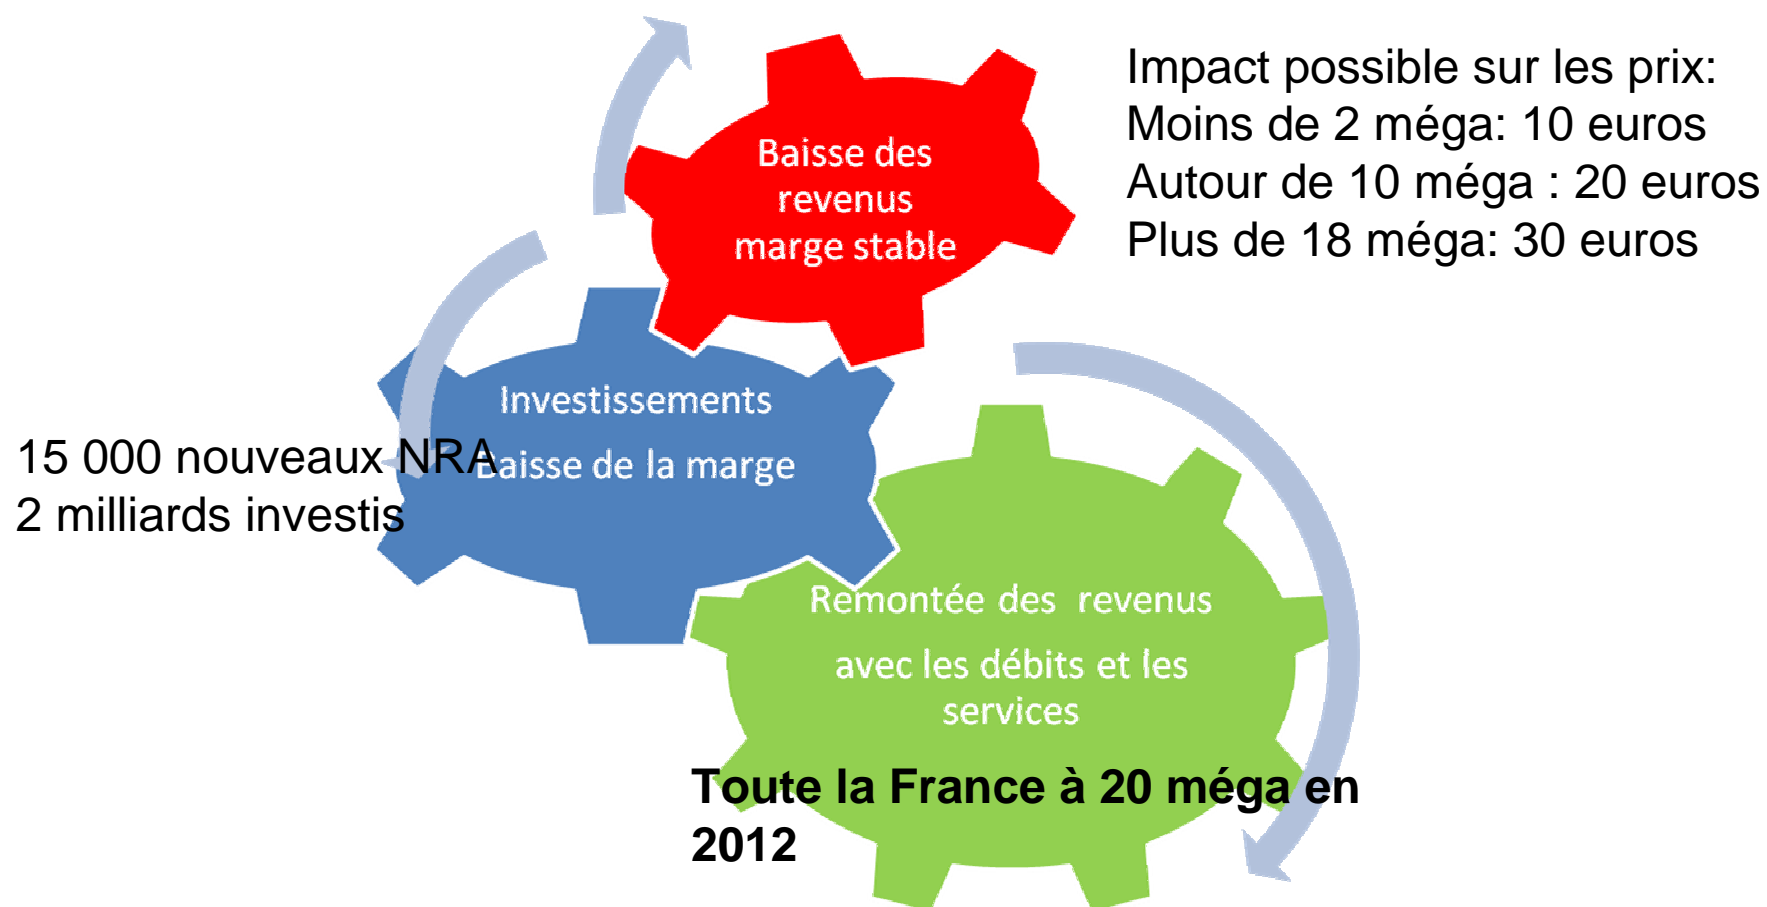 Impact possible sur les prix:
Moins de 2 méga: 10 euros
Autour de 10 méga : 20 euros
Plus de 18 méga: 30 euros
Baisse des
revenus
marge stable
Investissements
Baisse de la marge
15 000 nouveaux NRA
2 milliards investis
Remontée des revenus
avec les débits et les
services
Toute la France à 20 méga en
2012